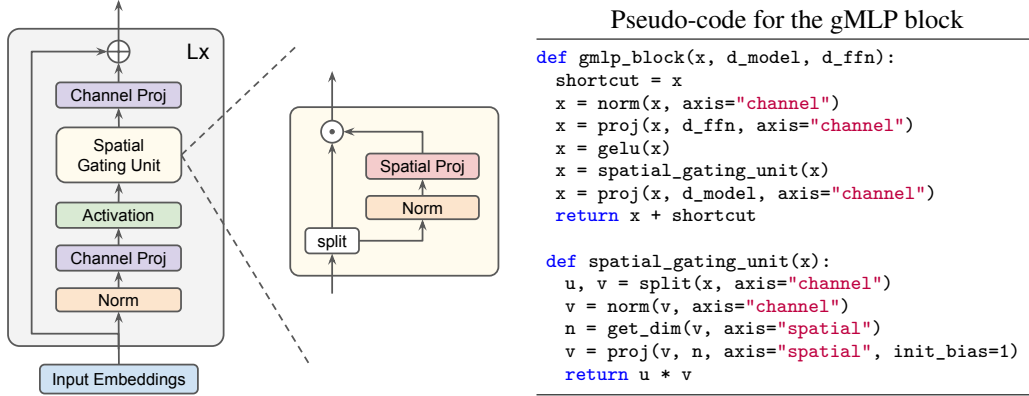 Lx
Channel Proj
Spatial
Gating Unit
Activation
Channel Proj
Norm
Input Embeddings
Spatial Proj
Norm
split
Pseudo-code for the gMLP block
def gmlp_block(x, d_model, d_ffn):
  shortcut = x
  x = norm(x, axis="channel")
  x = proj(x, d_ffn, axis="channel")
  x = gelu(x)
  x = spatial_gating_unit(x)
  x = proj(x, d_model, axis="channel")
  return x + shortcut
def spatial_gating_unit(x):
  u, v = split(x, axis="channel")
  v = norm(v, axis="channel")
  n = get_dim(v, axis="spatial")
  v = proj(v, n, axis="spatial", init_bias=1)
  return u * v